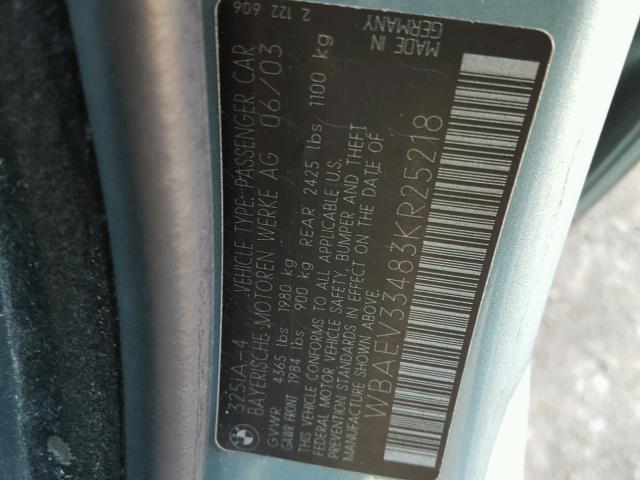 325i/A-4 VEHICLE TYPE: PASSENGER CAR
BAYERISCHE MOTOREN WERKE AG 06/03
GVWR 4365 lbs 1980 kg
GAWR FRONT 1984 lbs 900 kg REAR 2425 lbs 1100 kg
THIS VEHICLE CONFORMS TO ALL APPLICABLE U.S.
FEDERAL MOTOR VEHICLE SAFETY, BUMPER AND THEFT
PREVENTION STANDARDS IN EFFECT ON THE DATE OF
MANUFACTURE SHOWN ABOVE
WBAEV33483KR25218
2 122 606
MADE IN
GERMANY